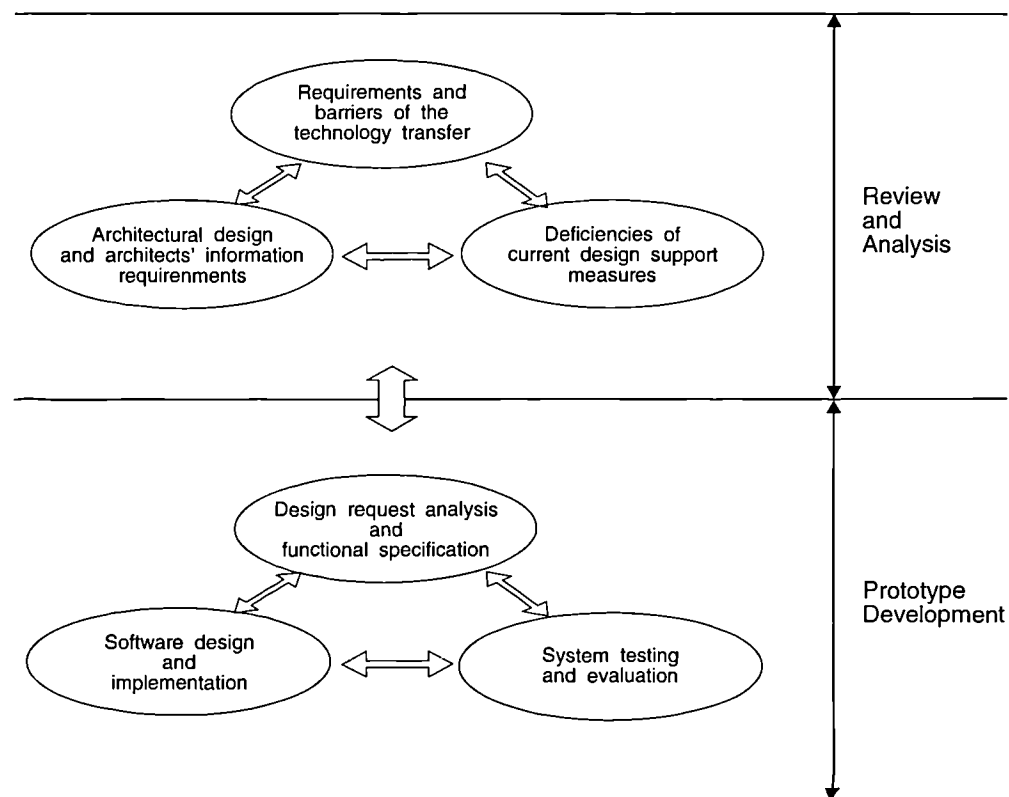 Requirements and
barriers of the
technology transfer
Architectural design
and architects' information
requirenments
Deficiencies of
current design support
measures
Review
and
Analysis
Design request analysis
and
functional specification
Software design
and
implementation
System testing
and evaluation
Prototype
Development